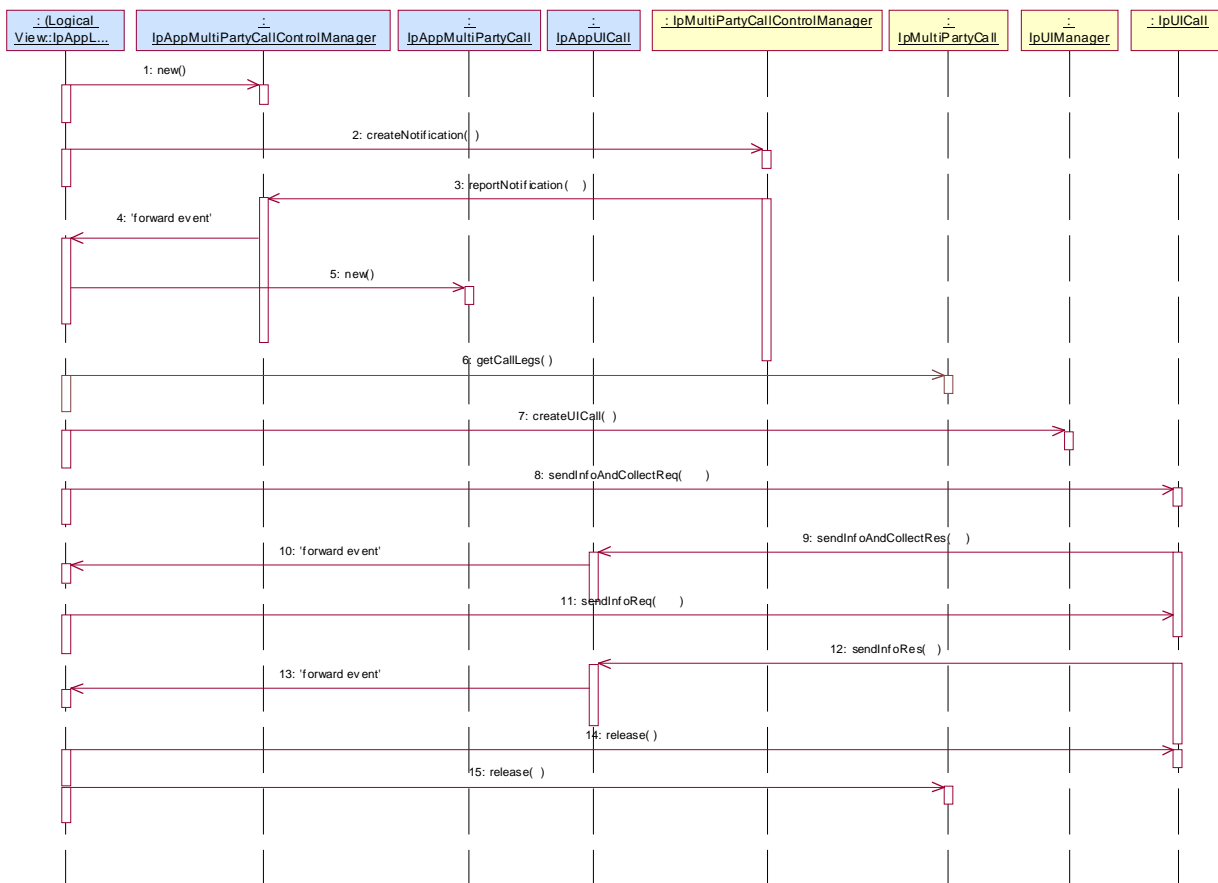 : (Logical
View::IpAppL...
:
IpAppMultiPartyCallControlManager
:
IpAppMultiPartyCall
:
IpAppUICall
: IpMultiPartyCallControlManager
:
IpMultiPartyCall
:
IpUIManager
: IpUICall
1: new()
2: createNotification( )
3: reportNotification( )
4: 'forward event'
5: new()
6: getCallLegs( )
7: createUICall( )
8: sendInfoAndCollectReq( )
9: sendInfoAndCollectRes( )
10: 'forward event'
11: sendInfoReq( )
12: sendInfoRes( )
13: 'forward event'
14: release( )
15: release( )